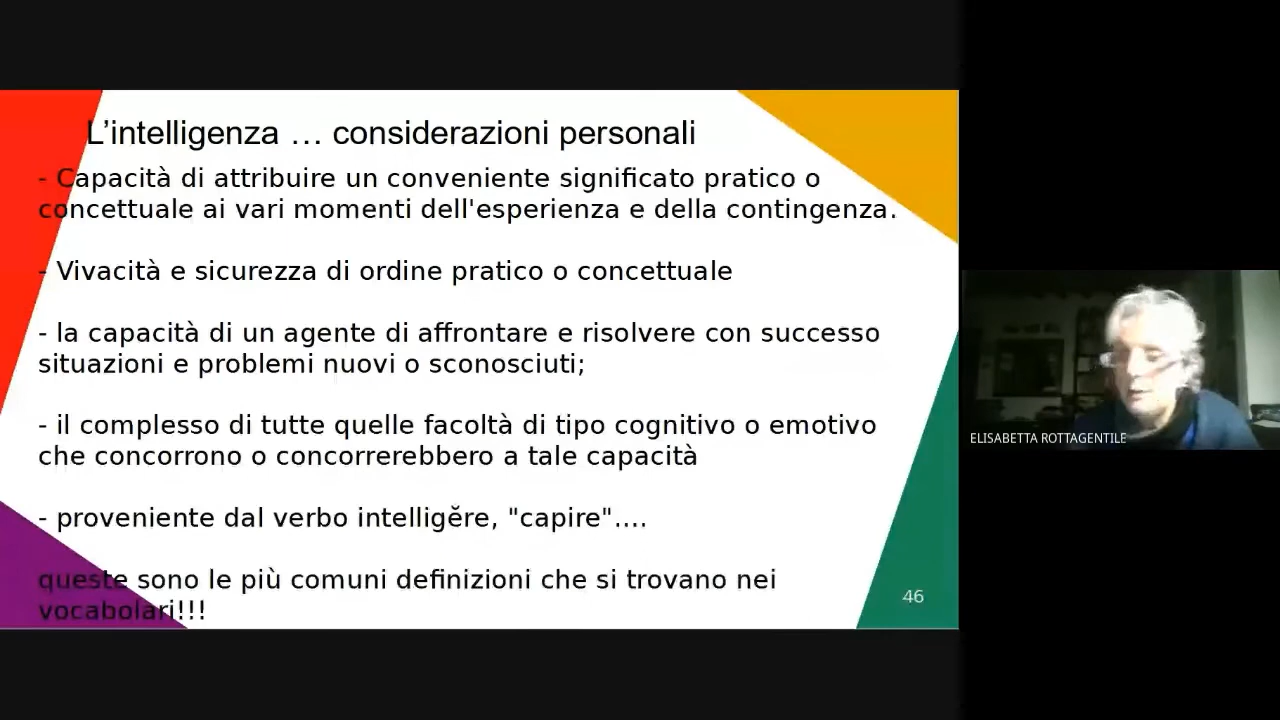 L’intelligenza … considerazioni personali
- Capacità di attribuire un conveniente significato pratico o
concettuale ai vari momenti dell'esperienza e della contingenza.
- Vivacità e sicurezza di ordine pratico o concettuale
- la capacità di un agente di affrontare e risolvere con successo
situazioni e problemi nuovi o sconosciuti;
- il complesso di tutte quelle facoltà di tipo cognitivo o emotivo
che concorrono o concorrerebbero a tale capacità
- proveniente dal verbo intelligĕre, "capire"....
queste sono le più comuni definizioni che si trovano nei
vocabolari!!!
46
ELISABETTA ROTTAGENTILE